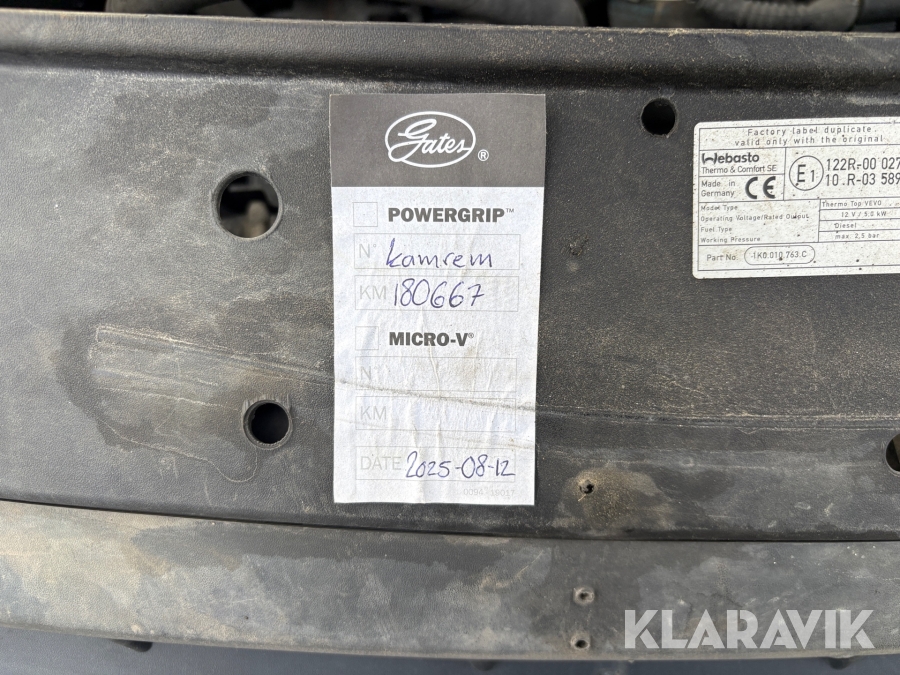 Gates ®
POWERGRIP™
N° kamrem
KM 180667
MICRO-V®
N°
KM
DATE 2025-08-12
0094 - 19017
Factory label duplicate.
valid only with the original
Webasto
Thermo & Comfort SE
Made in
Germany
CE
E1
122R-00 027
10 .R-03 589
Model Type Thermo Top VEVO
Operating Voltage/Rated Output 12 V / 5,0 kW
Fuel Type Diesel
Working Pressure max. 2,5 bar
Part No 1K0.010.763.C
KLARAVIK